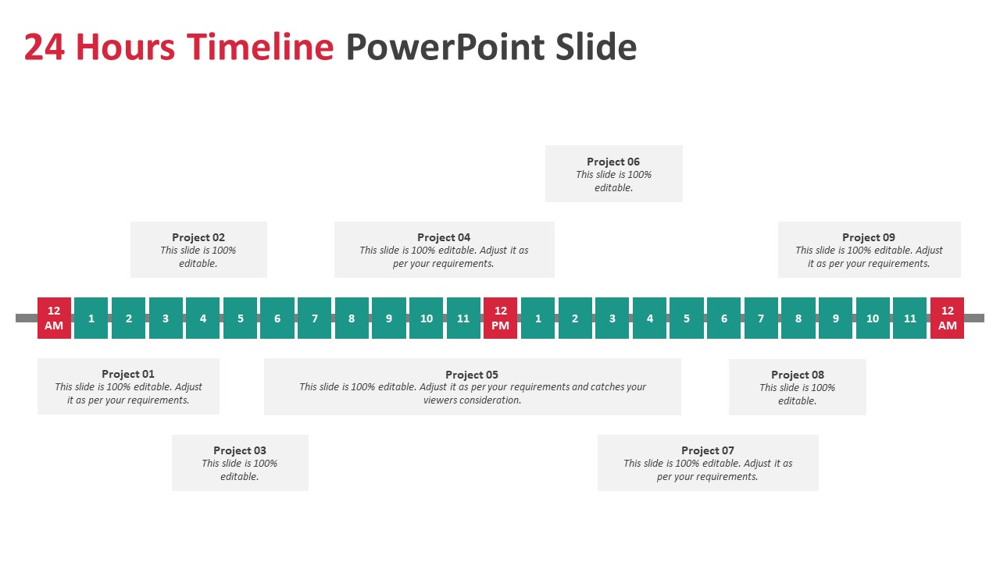 24 Hours Timeline PowerPoint Slide
Project 06
This slide is 100%
editable.
Project 02
This slide is 100%
editable.
Project 04
This slide is 100% editable. Adjust it as
per your requirements.
Project 09
This slide is 100% editable. Adjust
it as per your requirements.
12 AM 1 2 3 4 5 6 7 8 9 10 11 12 PM 1 2 3 4 5 6 7 8 9 10 11 12 AM
Project 01
This slide is 100% editable. Adjust
it as per your requirements.
Project 05
This slide is 100% editable. Adjust it as per your requirements and catches your
viewers consideration.
Project 08
This slide is 100%
editable.
Project 03
This slide is 100%
editable.
Project 07
This slide is 100% editable. Adjust it as
per your requirements.